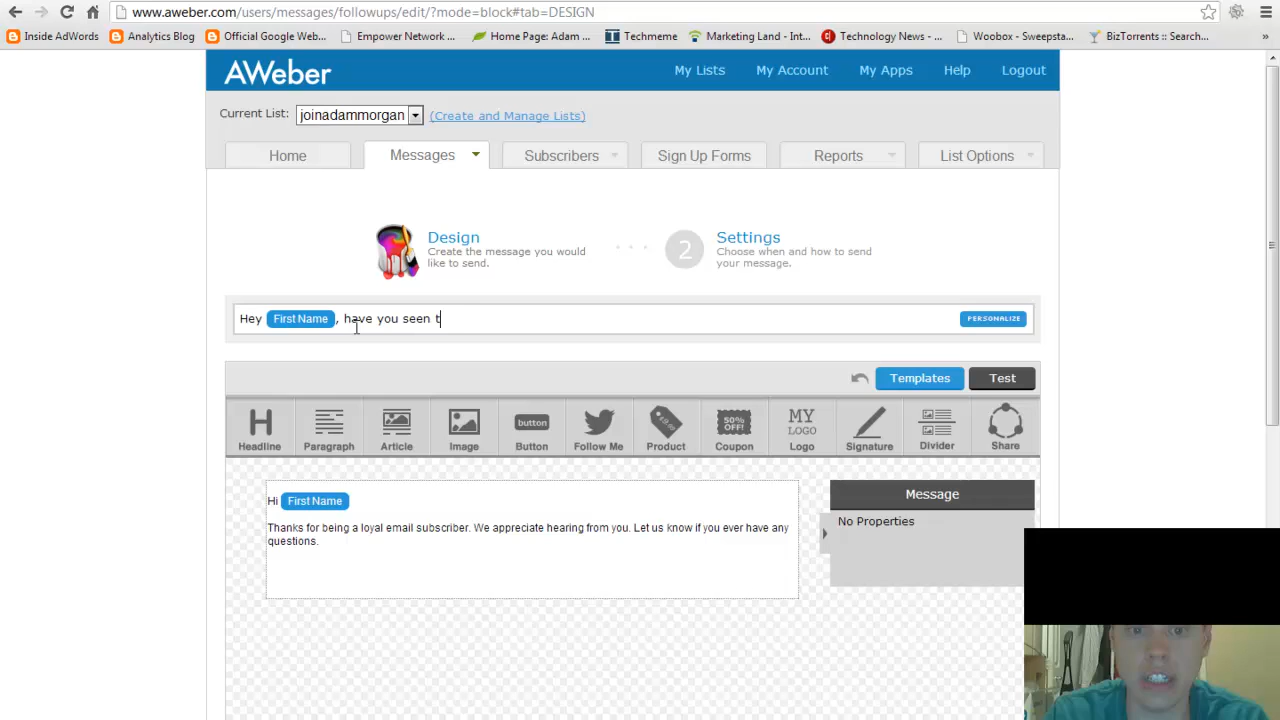 www.aweber.com/users/messages/followups/edit/?mode=block#tab=DESIGN
Inside AdWords Analytics Blog Official Google Web... Empower Network ... Home Page: Adam ... Techmeme Marketing Land - Int... Technology News - ... Woobox - Sweepsta... BizTorrents :: Search... »
AWeber My Lists My Account My Apps Help Logout
Current List: joinadammorgan (Create and Manage Lists)
Home Messages Subscribers Sign Up Forms Reports List Options
Design
Create the message you would
like to send.
2 Settings
Choose when and how to send
your message.
Hey First Name , have you seen t PERSONALIZE
Templates Test
H button 50% OFF! MY LOGO
Headline Paragraph Article Image Button Follow Me Product Coupon Logo Signature Divider Share
Hi First Name
Thanks for being a loyal email subscriber. We appreciate hearing from you. Let us know if you ever have any
questions.
Message
No Properties